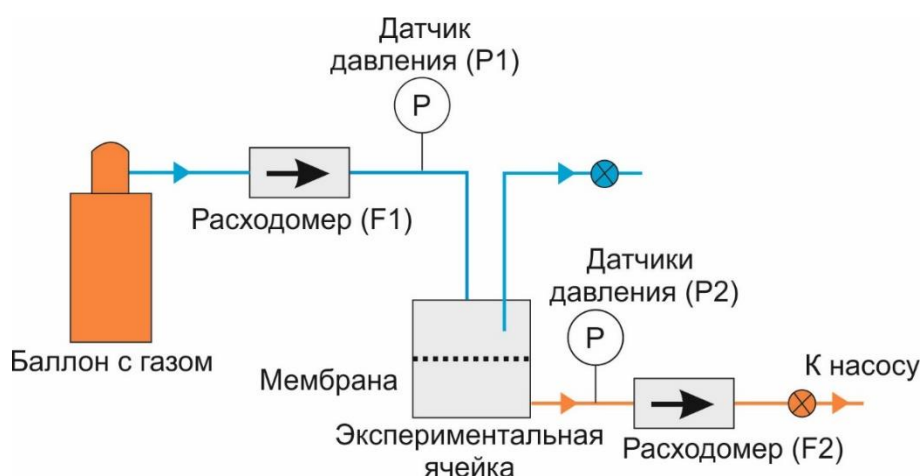 Датчик
давления (P1)
P
Расходомер (F1)
Датчики
давления (P2)
P
Баллон с газом
Мембрана
К насосу
Экспериментальная
ячейка
Расходомер (F2)